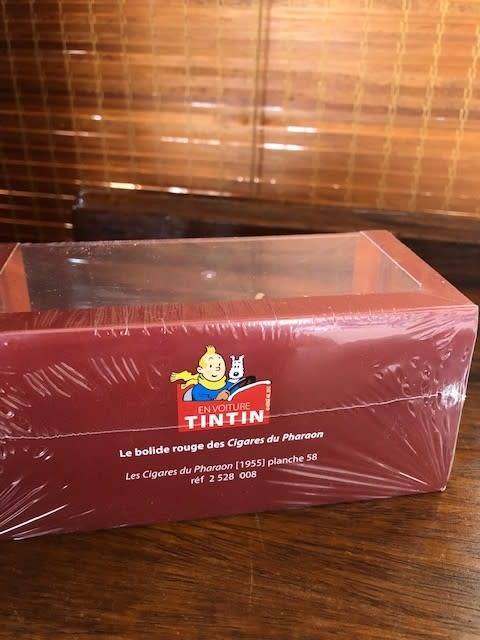 EN VOITURE
TINTIN
Le bolide rouge des Cigares du Pharaon
Les Cigares du Pharaon [1955] planche 58
réf 2 528 008